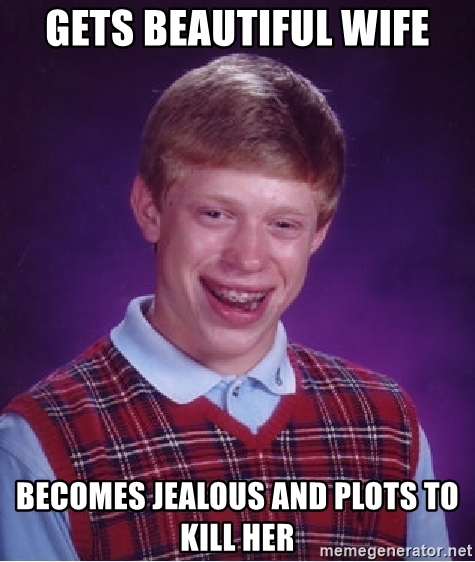 GETS BEAUTIFUL WIFE
BECOMES JEALOUS AND PLOTS TO
KILL HER
memegenerator.net